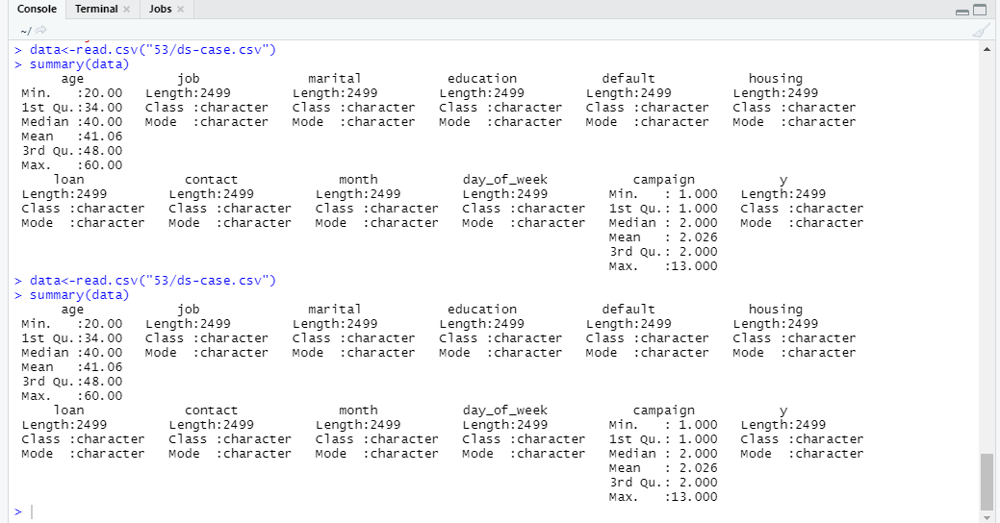 Console Terminal × Jobs ×
~/
> data<-read.csv("53/ds-case.csv")
> summary(data)
age job marital education default housing
Min. :20.00 Length:2499 Length:2499 Length:2499 Length:2499 Length:2499
1st Qu.:34.00 Class :character Class :character Class :character Class :character Class :character
Median :40.00 Mode :character Mode :character Mode :character Mode :character Mode :character
Mean :41.06
3rd Qu.:48.00
Max. :60.00
loan contact month day_of_week campaign y
Length:2499 Length:2499 Length:2499 Length:2499 Min. : 1.000 Length:2499
Class :character Class :character Class :character Class :character 1st Qu.: 1.000 Class :character
Mode :character Mode :character Mode :character Mode :character Median : 2.000 Mode :character
Mean : 2.026
3rd Qu.: 2.000
Max. :13.000
> data<-read.csv("53/ds-case.csv")
> summary(data)
age job marital education default housing
Min. :20.00 Length:2499 Length:2499 Length:2499 Length:2499 Length:2499
1st Qu.:34.00 Class :character Class :character Class :character Class :character Class :character
Median :40.00 Mode :character Mode :character Mode :character Mode :character Mode :character
Mean :41.06
3rd Qu.:48.00
Max. :60.00
loan contact month day_of_week campaign y
Length:2499 Length:2499 Length:2499 Length:2499 Min. : 1.000 Length:2499
Class :character Class :character Class :character Class :character 1st Qu.: 1.000 Class :character
Mode :character Mode :character Mode :character Mode :character Median : 2.000 Mode :character
Mean : 2.026
3rd Qu.: 2.000
Max. :13.000
>